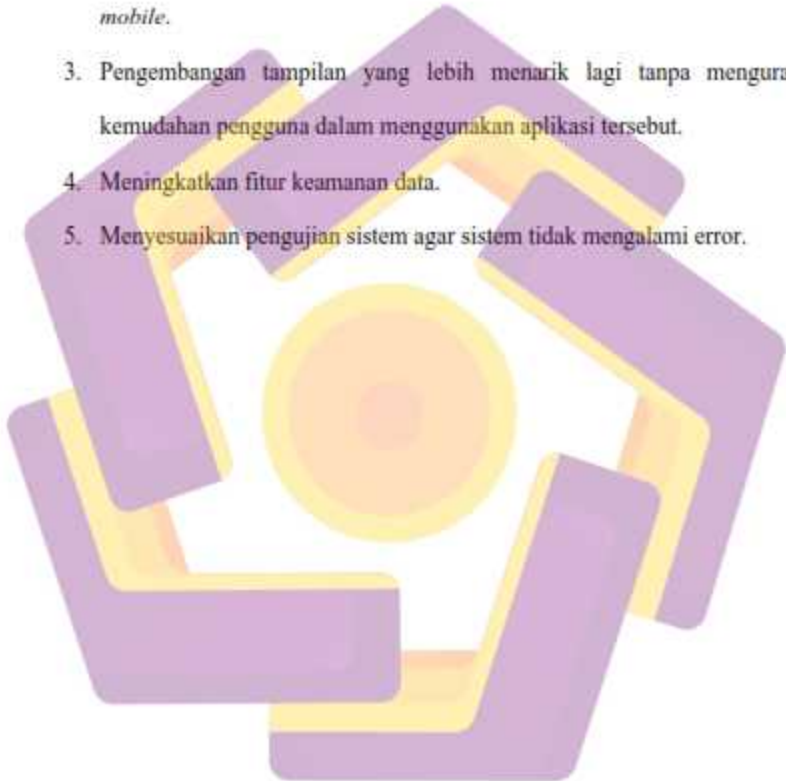 mobile.
3. Pengembangan tampilan yang lebih menarik lagi tanpa mengura
kemudahan pengguna dalam menggunakan aplikasi tersebut.
4. Meningkatkan fitur keamanan data.
5. Menyesuaikan pengujian sistem agar sistem tidak mengalami error.